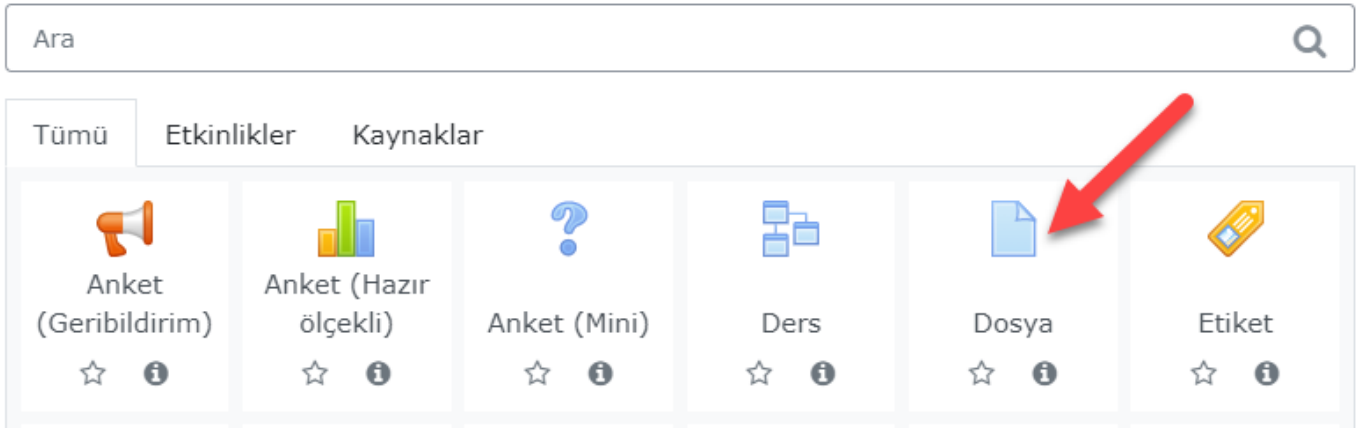 Ara
Tümü Etkinlikler Kaynaklar
Anket (Geribildirim)
Anket (Hazır ölçekli)
Anket (Mini)
Ders
Dosya
Etiket